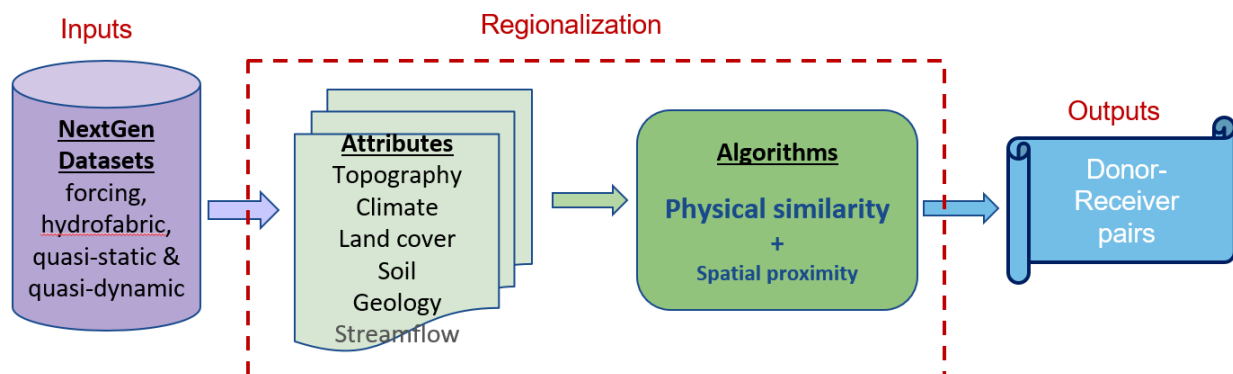 Inputs
Regionalization
Outputs
NextGen
Datasets
forcing,
hydrofabric,
quasi-static &
quasi-dynamic
Attributes
Topography
Climate
Land cover
Soil
Geology
Streamflow
Algorithms
Physical similarity
+
Spatial proximity
Donor-
Receiver
pairs